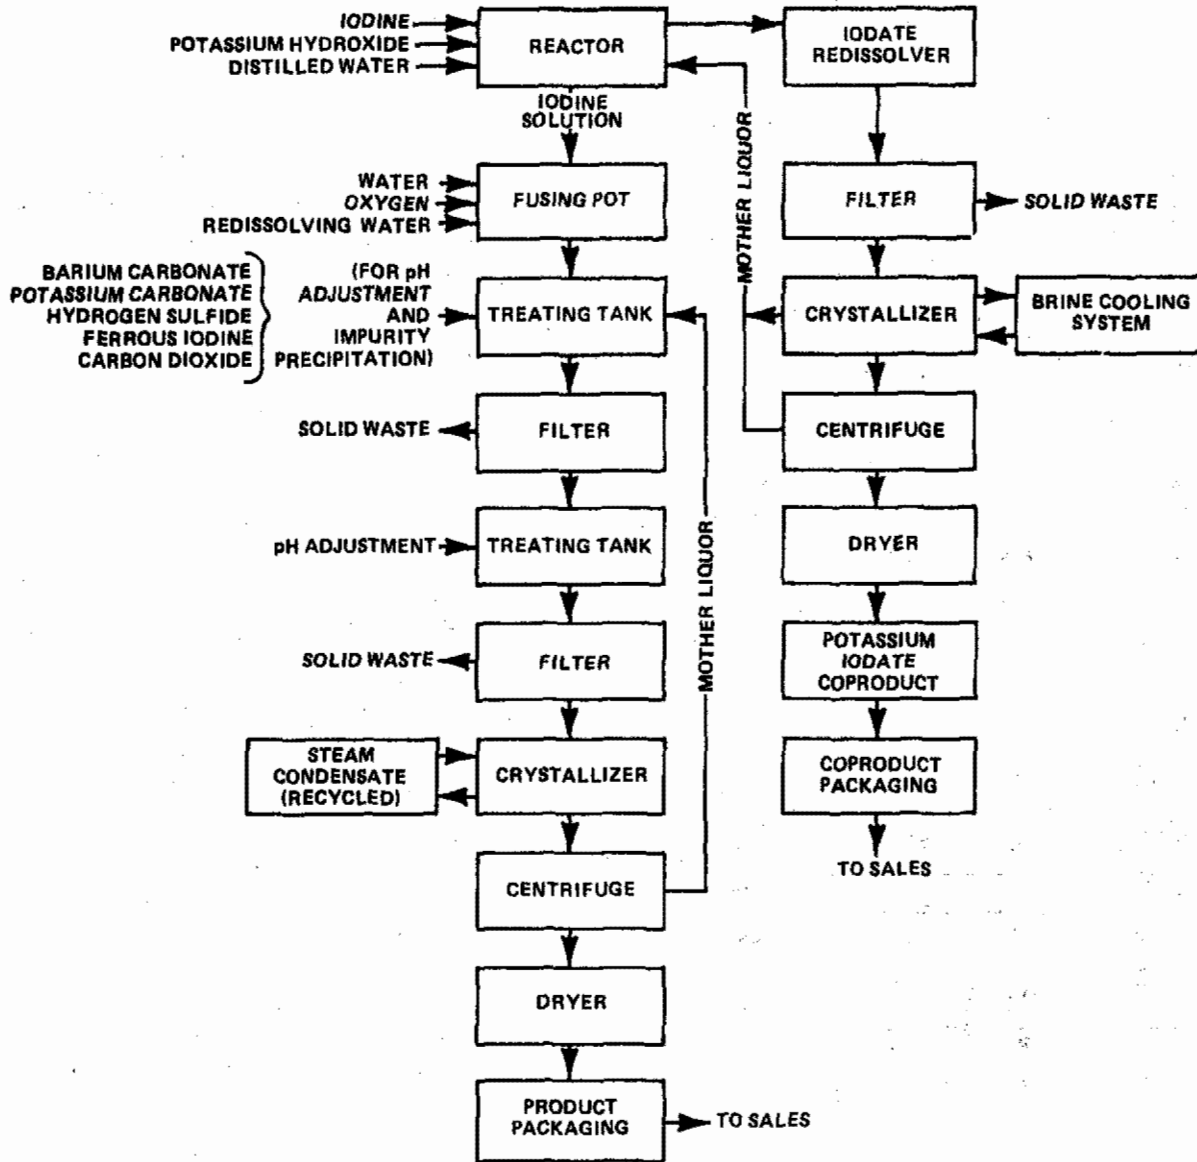 IODINE
POTASSIUM HYDROXIDE
DISTILLED WATER
REACTOR
IODINE
SOLUTION
WATER
OXYGEN
REDISSOLVING WATER
FUSING POT
BARIUM CARBONATE
POTASSIUM CARBONATE
HYDROGEN SULFIDE
FERROUS IODINE
CARBON DIOXIDE
(FOR pH
ADJUSTMENT
AND
IMPURITY
PRECIPITATION)
TREATING TANK
SOLID WASTE
FILTER
pH ADJUSTMENT
TREATING TANK
SOLID WASTE
FILTER
STEAM
CONDENSATE
(RECYCLED)
CRYSTALLIZER
CENTRIFUGE
MOTHER LIQUOR
DRYER
PRODUCT
PACKAGING
TO SALES
MOTHER LIQUOR
IODATE
REDISSOLVER
FILTER
SOLID WASTE
CRYSTALLIZER
BRINE COOLING
SYSTEM
CENTRIFUGE
DRYER
POTASSIUM
IODATE
COPRODUCT
COPRODUCT
PACKAGING
TO SALES